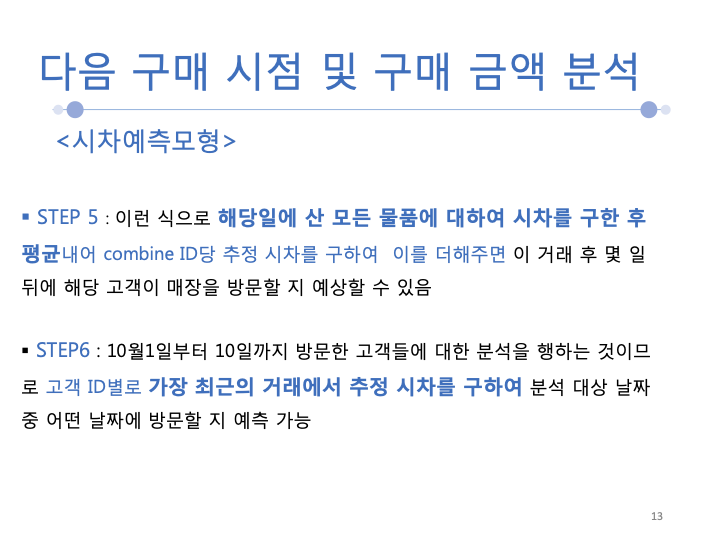 다음 구매 시점 및 구매 금액 분석
<시차예측모형>
▪ STEP 5 : 이런 식으로 해당일에 산 모든 물품에 대하여 시차를 구한 후
평균내어 combine ID당 추정 시차를 구하여 이를 더해주면 이 거래 후 몇 일
뒤에 해당 고객이 매장을 방문할 지 예상할 수 있음
▪ STEP6 : 10월1일부터 10일까지 방문한 고객들에 대한 분석을 행하는 것이므
로 고객 ID별로 가장 최근의 거래에서 추정 시차를 구하여 분석 대상 날짜
중 어떤 날짜에 방문할 지 예측 가능
13